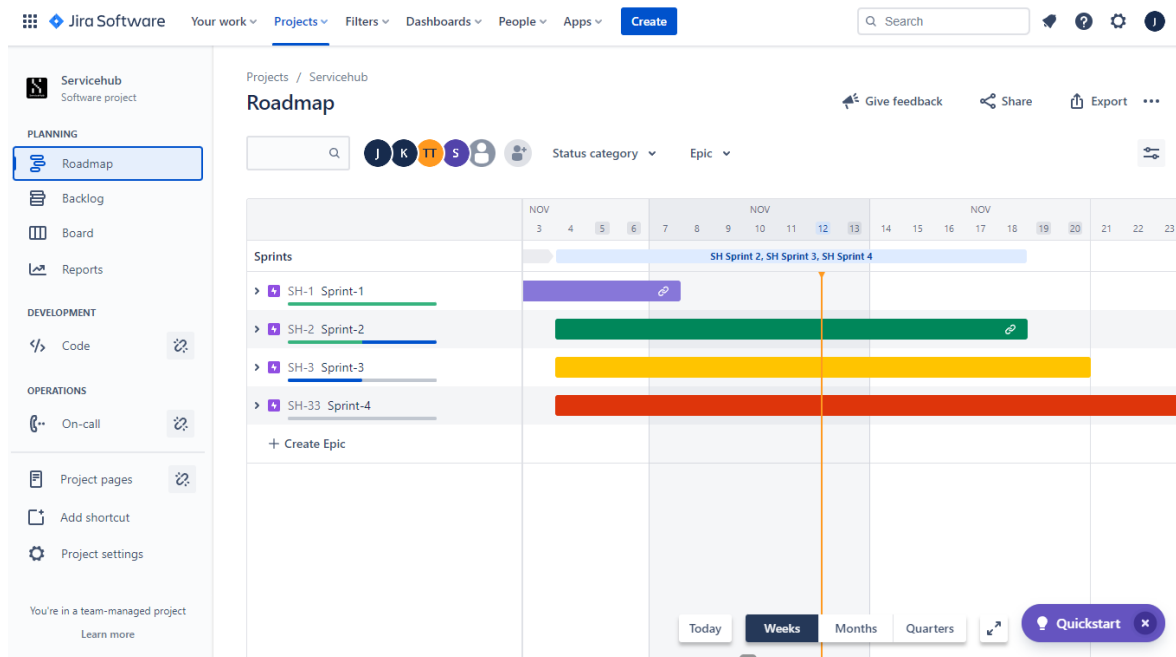 Jira Software Your work Projects Filters Dashboards People Apps Create Search J
Servicehub
Software project
PLANNING
Roadmap
Backlog
Board
Reports
DEVELOPMENT
Code
OPERATIONS
On-call
Project pages
Add shortcut
Project settings
You're in a team-managed project
Learn more
Projects / Servicehub
Roadmap
Give feedback Share Export
J K TT S Status category Epic
NOV NOV NOV
3 4 5 6 7 8 9 10 11 12 13 14 15 16 17 18 19 20 21 22 23
Sprints SH Sprint 2, SH Sprint 3, SH Sprint 4
SH-1 Sprint-1
SH-2 Sprint-2
SH-3 Sprint-3
SH-33 Sprint-4
+ Create Epic
Today Weeks Months Quarters
Quickstart